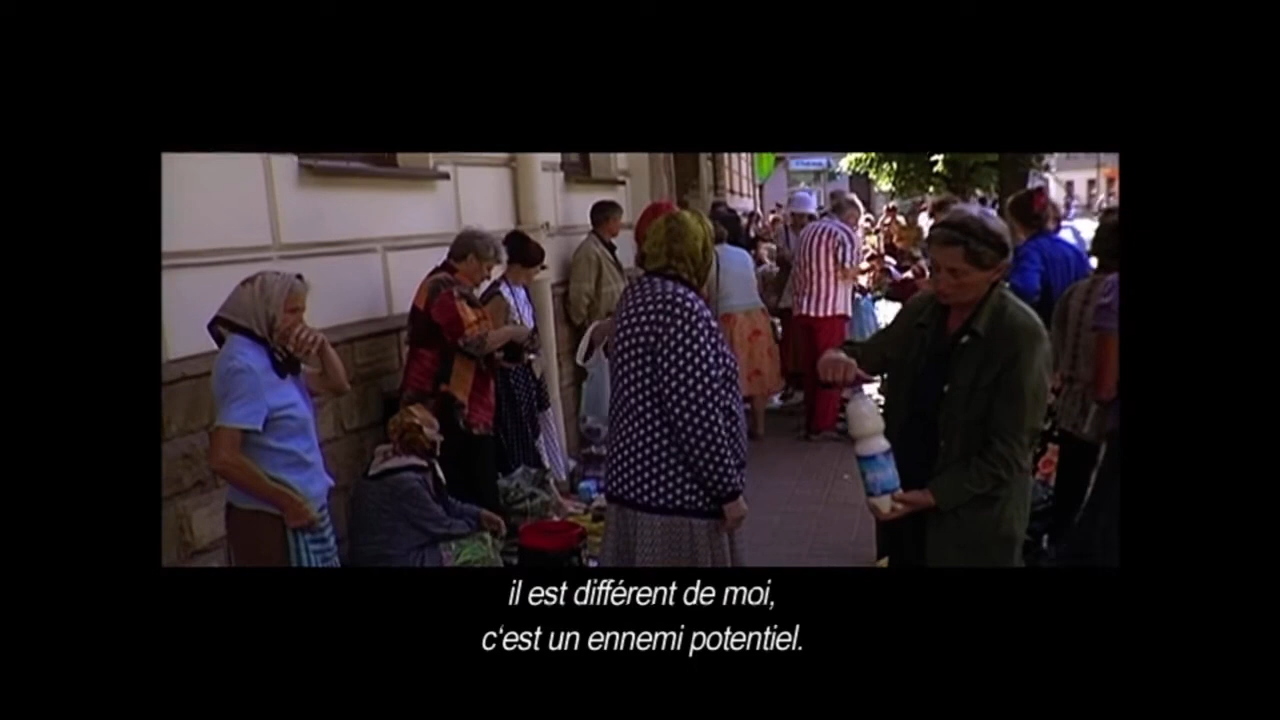 il est différent de moi,
c‘est un ennemi potentiel.